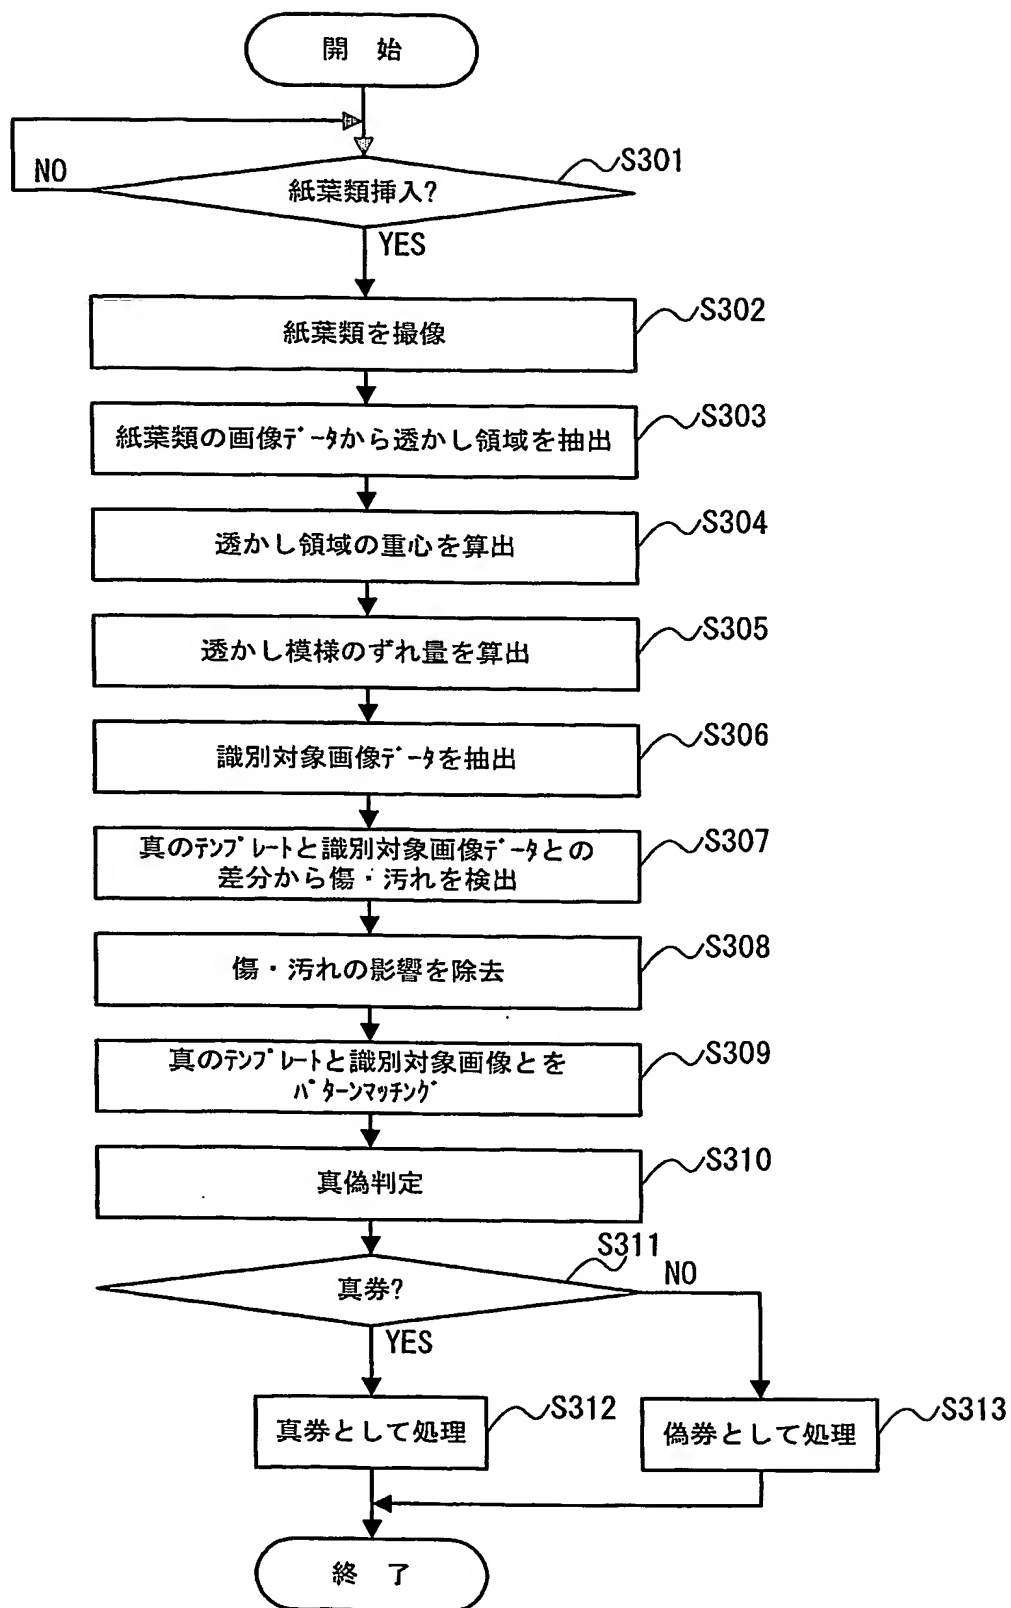 開 始
NO
S301
紙葉類挿入?
YES
S302
紙葉類を撮像
S303
紙葉類の画像ﾃﾞｰﾀから透かし領域を抽出
S304
透かし領域の重心を算出
S305
透かし模様のずれ量を算出
S306
識別対象画像ﾃﾞｰﾀを抽出
S307
真のﾃﾝﾌﾟﾚｰﾄと識別対象画像ﾃﾞｰﾀとの
差分から傷・汚れを検出
S308
傷・汚れの影響を除去
S309
真のﾃﾝﾌﾟﾚｰﾄと識別対象画像とを
ﾊﾟﾀｰﾝﾏｯﾁﾝｸﾞ
S310
真偽判定
S311
真券?
NO
YES
S312
真券として処理
S313
偽券として処理
終 了